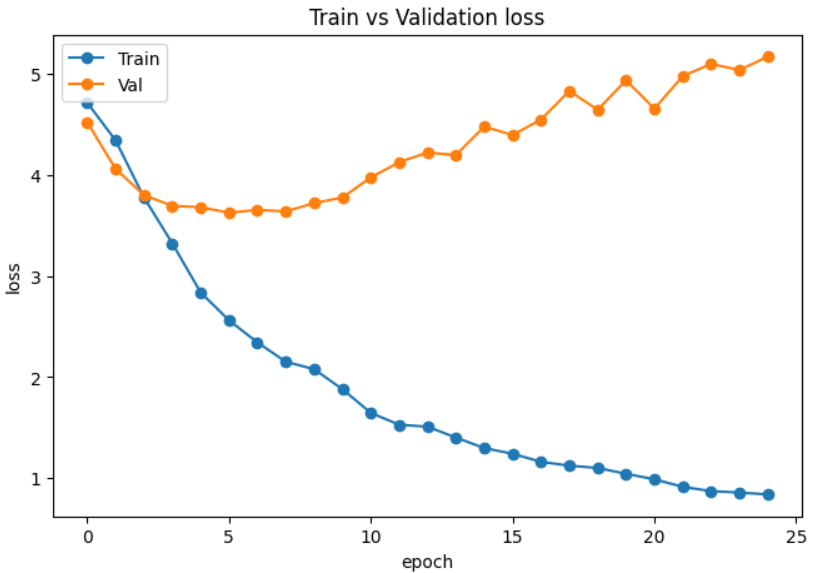 Train vs Validation loss
Train
Val
5
4
3
2
1
loss
0 5 10 15 20 25
epoch